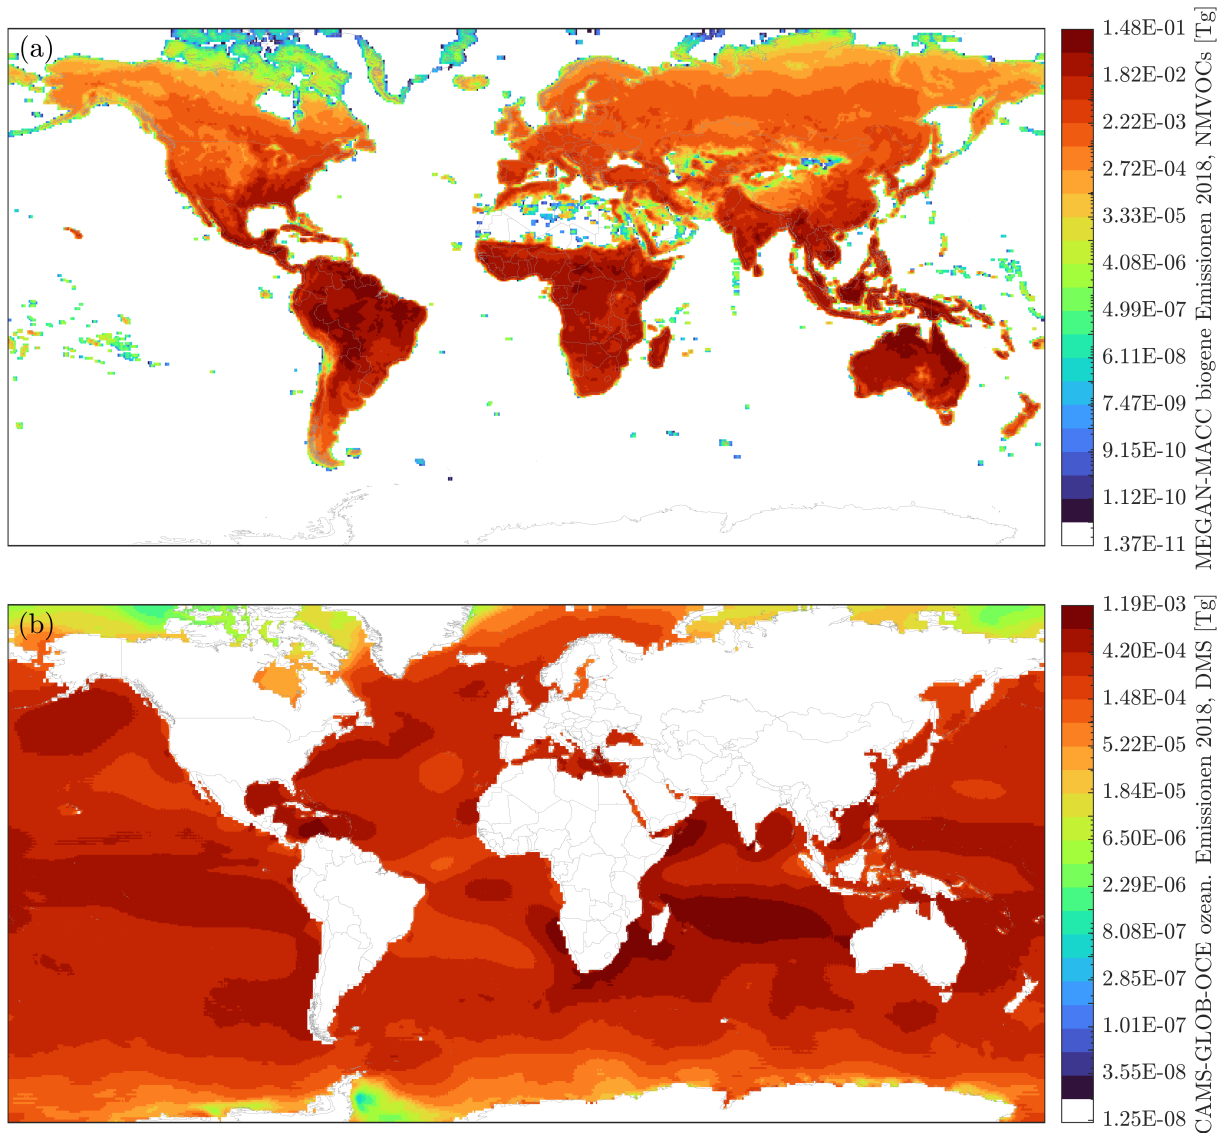 (a)
1.48E-01
1.82E-02
2.22E-03
2.72E-04
3.33E-05
4.08E-06
4.99E-07
6.11E-08
7.47E-09
9.15E-10
1.12E-10
1.37E-11
MEGAN-MACC biogene Emissionen 2018, NMVOCs [Tg]
(b)
1.19E-03
4.20E-04
1.48E-04
5.22E-05
1.84E-05
6.50E-06
2.29E-06
8.08E-07
2.85E-07
1.01E-07
3.55E-08
1.25E-08
CAMS-GLOB-OCE ozean. Emissionen 2018, DMS [Tg]